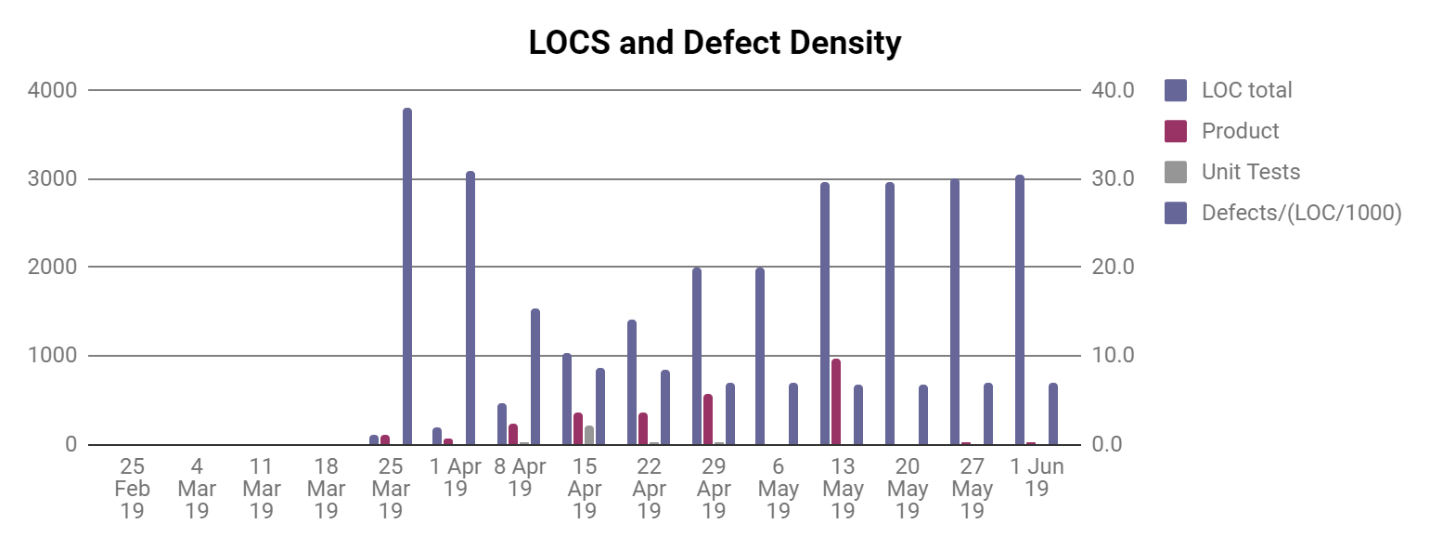 LOCS and Defect Density
4000
3000
2000
1000
0
40.0
30.0
20.0
10.0
0.0
LOC total
Product
Unit Tests
Defects/(LOC/1000)
25
Feb
19
4
Mar
19
11
Mar
19
18
Mar
19
25
Mar
19
1 Apr
19
8 Apr
19
15
Apr
19
22
Apr
19
29
Apr
19
6
May
19
13
May
19
20
May
19
27
May
19
1 Jun
19